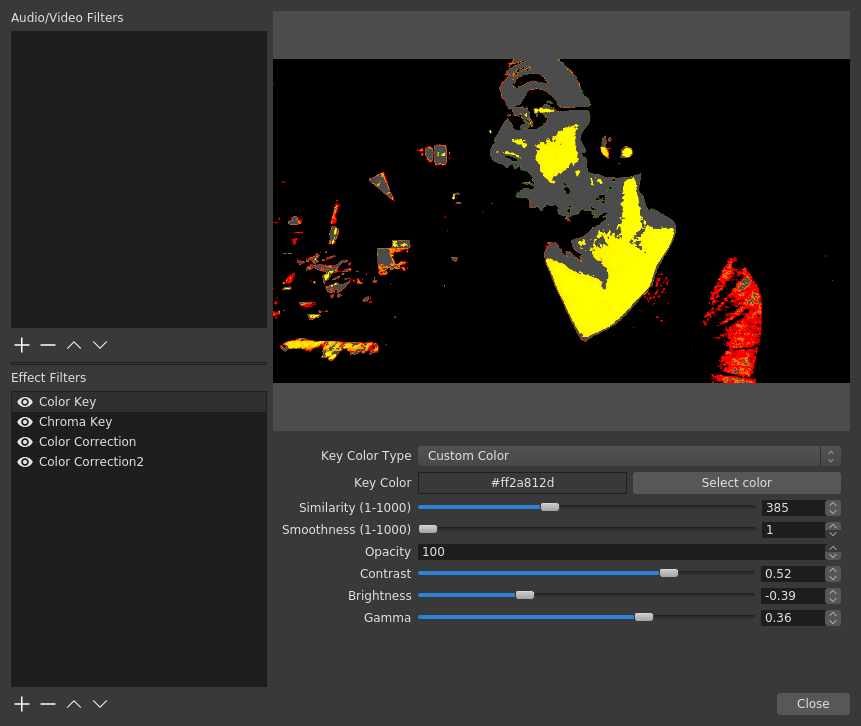 Audio/Video Filters
Effect Filters
Color Key
Chroma Key
Color Correction
Color Correction2
Key Color Type Custom Color
Key Color #ff2a812d Select color
Similarity (1-1000) 385
Smoothness (1-1000) 1
Opacity 100
Contrast 0.52
Brightness -0.39
Gamma 0.36
Close